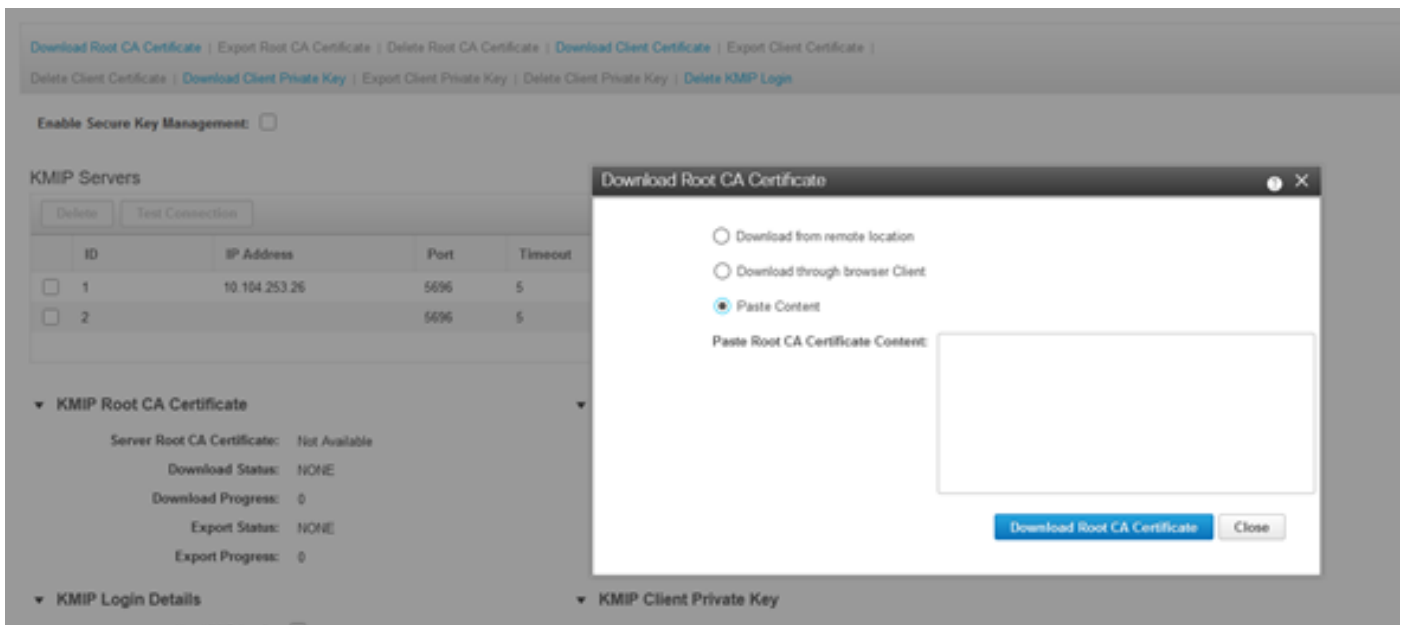 Download Root CA Certificate | Export Root CA Certificate | Delete Root CA Certificate | Download Client Certificate | Export Client Certificate |
Delete Client Certificate | Download Client Private Key | Export Client Private Key | Delete Client Private Key | Delete KMIP Login
Enable Secure Key Management:
KMIP Servers
Delete Test Connection
ID IP Address Port Timeout
1 10.104.253.26 5696 5
2 5696 5
Download Root CA Certificate
Download from remote location
Download through browser Client
Paste Content
Paste Root CA Certificate Content:
Download Root CA Certificate Close
KMIP Root CA Certificate
Server Root CA Certificate: Not Available
Download Status: NONE
Download Progress: 0
Export Status: NONE
Export Progress: 0
KMIP Login Details
KMIP Client Private Key